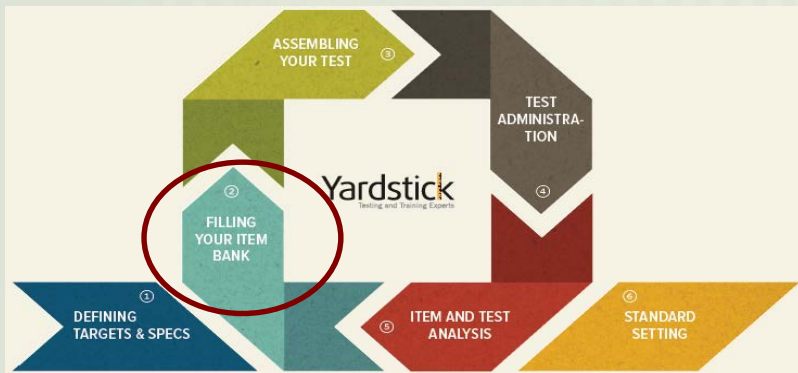 ASSEMBLING
YOUR TEST
3
TEST
ADMINISTRA-
TION
4
2
FILLING
YOUR ITEM
BANK
Yardstick
Testing and Training Experts
1
DEFINING
TARGETS & SPECS
5
ITEM AND TEST
ANALYSIS
6
STANDARD
SETTING